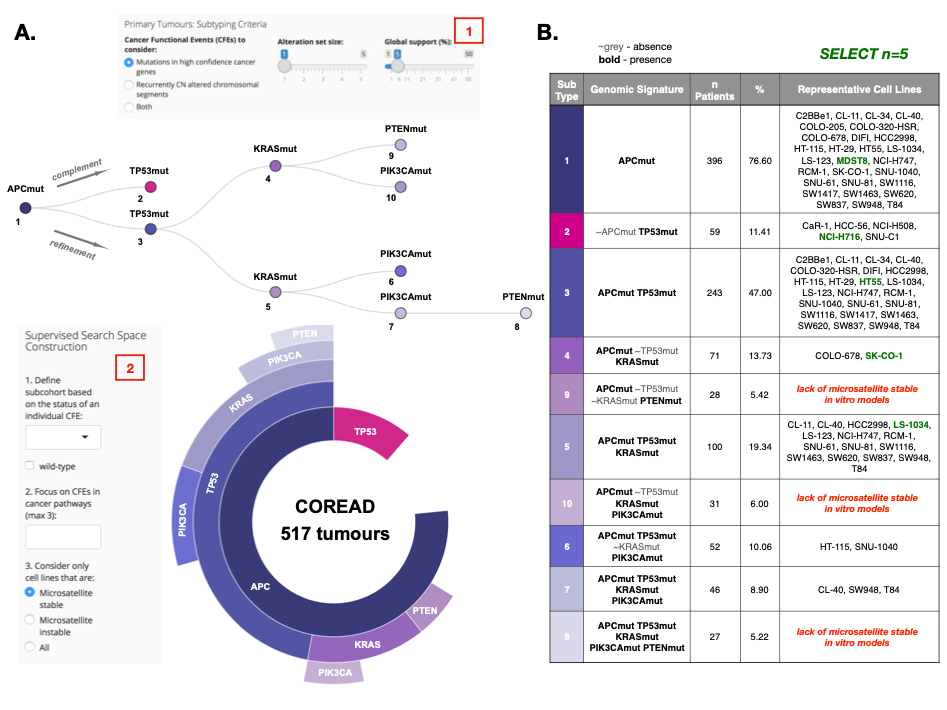 A.
Primary Tumours: Subtyping Criteria
1
Cancer Functional Events (CFEs) to
consider:
Mutations in high confidence cancer
genes
Recurrently CN altered chromosomal
segments
Both
Alteration set size:
1
5
1 2 3 4 5
Global support (%):
1 5 50
1 6 11 21 31 41 50
APCmut
1
complement
refinement
TP53mut
2
TP53mut
3
KRASmut
4
KRASmut
5
PTENmut
9
PIK3CAmut
10
PIK3CAmut
6
PIK3CAmut
7
PTENmut
8
Supervised Search Space
Construction
2
1. Define
subcohort based
on the status of an
individual CFE:
wild-type
2. Focus on CFEs in
cancer pathways
(max 3):
3. Consider only
cell lines that are:
Microsatellite
stable
Microsatellite
instable
All
PTEN
PIK3CA
KRAS
TP53
TP53
PIK3CA
COREAD
517 tumours
APC
PTEN
KRAS
PIK3CA
B.
~grey - absence
bold - presence
SELECT n=5
Sub
Type
Genomic Signature
n
Patients
%
Representative Cell Lines
1
APCmut
396
76.60
C2BBe1, CL-11, CL-34, CL-40,
COLO-205, COLO-320-HSR,
COLO-678, DIFI, HCC2998,
HT-115, HT-29, HT55, LS-1034,
LS-123, MDST8, NCI-H747,
RCM-1, SK-CO-1, SNU-1040,
SNU-61, SNU-81, SW1116,
SW1417, SW1463, SW620,
SW837, SW948, T84
2
~APCmut TP53mut
59
11.41
CaR-1, HCC-56, NCI-H508,
NCI-H716, SNU-C1
3
APCmut TP53mut
243
47.00
C2BBe1, CL-11, CL-34, CL-40,
COLO-320-HSR, DIFI, HCC2998,
HT-115, HT-29, HT55, LS-1034,
LS-123, NCI-H747, RCM-1,
SNU-1040, SNU-61, SNU-81,
SW1116, SW1417, SW1463,
SW620, SW837, SW948, T84
4
APCmut ~TP53mut
KRASmut
71
13.73
COLO-678, SK-CO-1
9
APCmut ~TP53mut
~KRASmut PTENmut
28
5.42
lack of microsatellite stable
in vitro models
5
APCmut TP53mut
KRASmut
100
19.34
CL-11, CL-40, HCC2998, LS-1034,
LS-123, NCI-H747, RCM-1,
SNU-61, SNU-81, SW1116,
SW1463, SW620, SW837, SW948,
T84
10
APCmut ~TP53mut
KRASmut
PIK3CAmut
31
6.00
lack of microsatellite stable
in vitro models
6
APCmut TP53mut
~KRASmut
PIK3CAmut
52
10.06
HT-115, SNU-1040
7
APCmut TP53mut
KRASmut
PIK3CAmut
46
8.90
CL-40, SW948, T84
8
APCmut TP53mut
KRASmut
PIK3CAmut PTENmut
27
5.22
lack of microsatellite stable
in vitro models